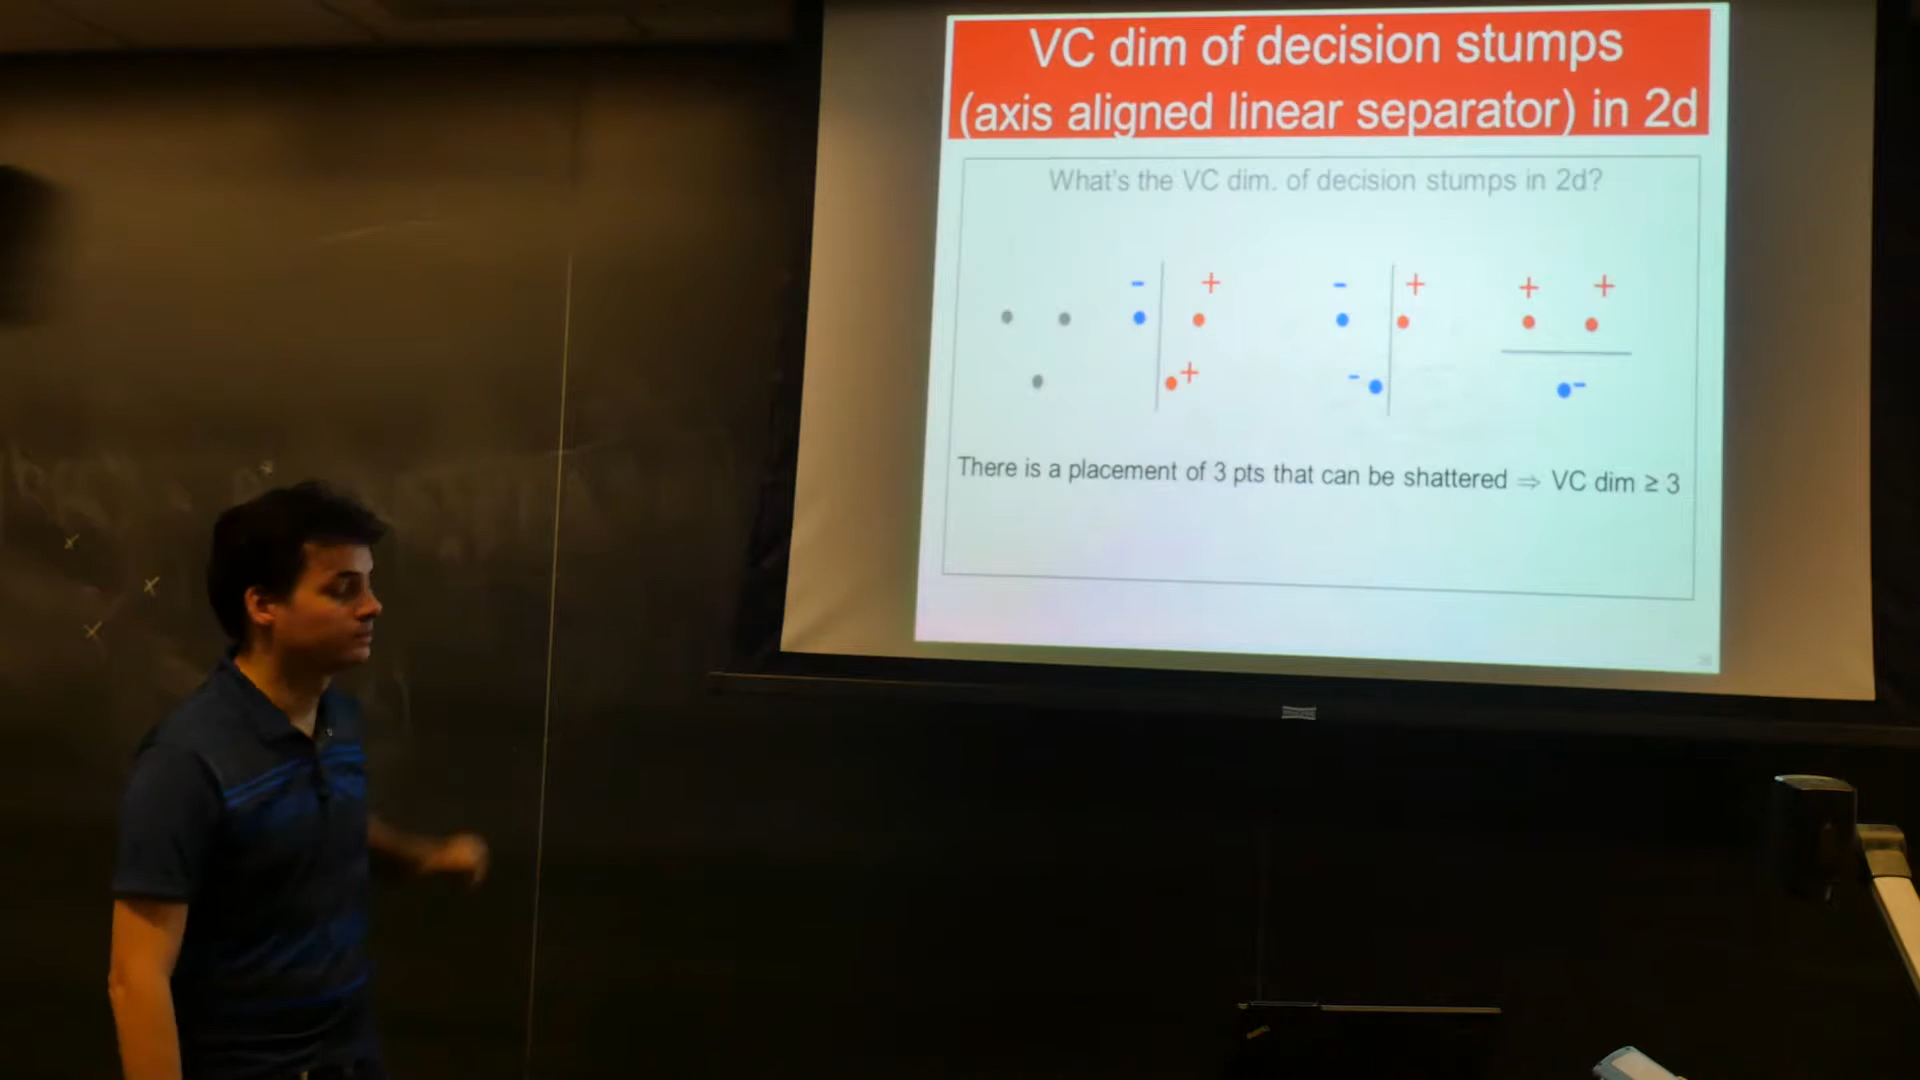 VC dim of decision stumps
(axis aligned linear separator) in 2d
What's the VC dim. of decision stumps in 2d?
- + - + + +
+ - -
There is a placement of 3 pts that can be shattered ⇒ VC dim ≥ 3